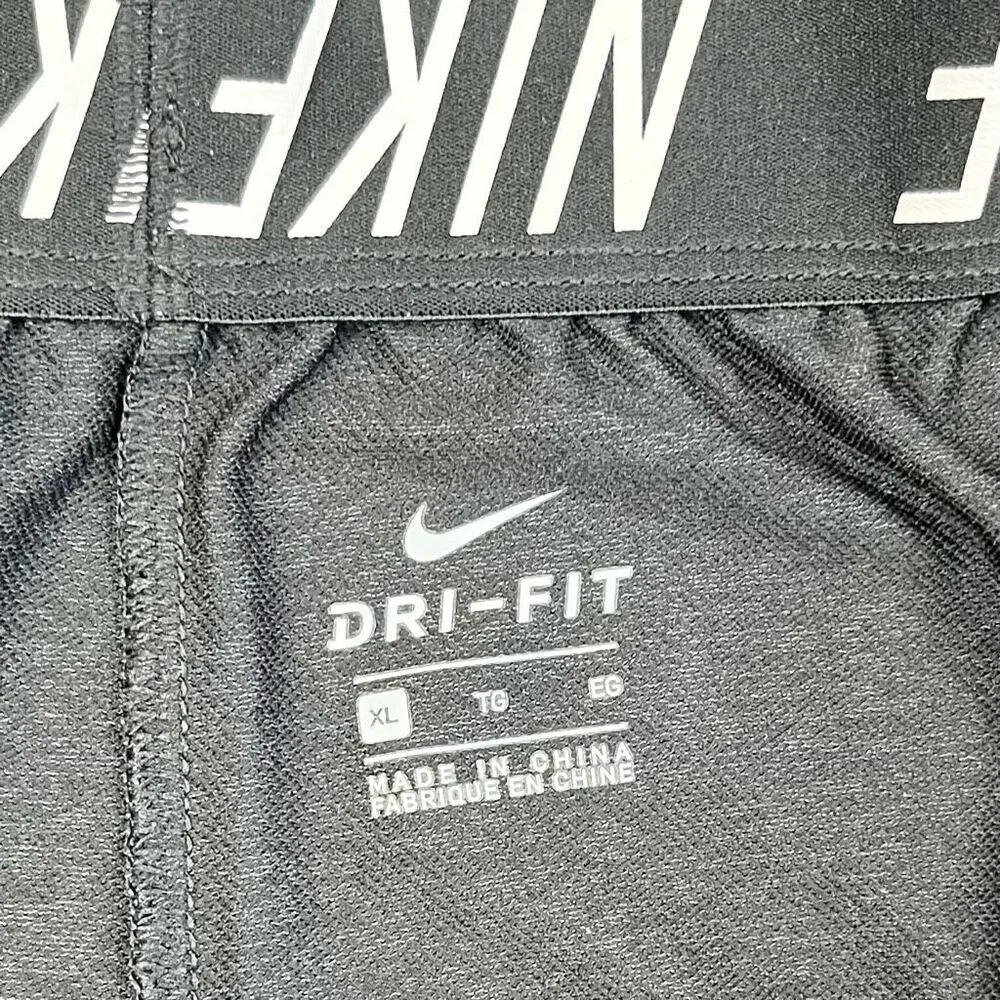 K NIKE E
DRI-FIT
XL TG EG
MADE IN CHINA
FABRIQUE EN CHINE